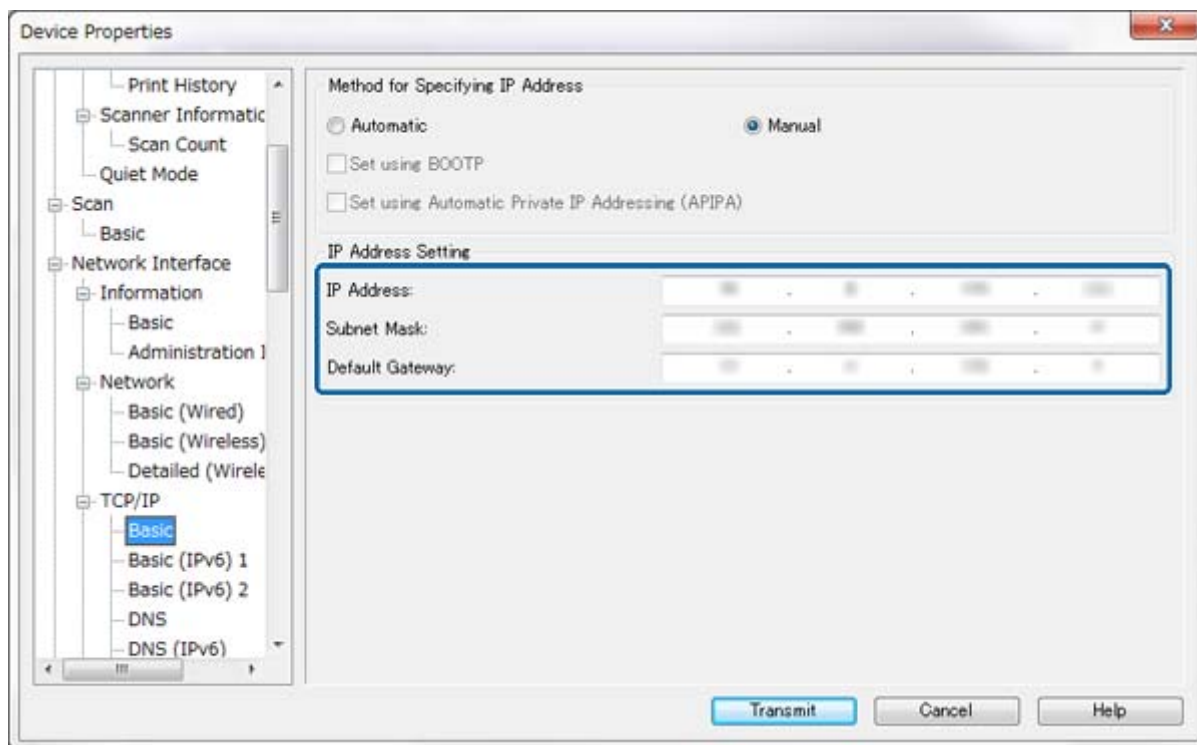 Device Properties
Print History
Scanner Informatic
Scan Count
Quiet Mode
Scan
Basic
Network Interface
Information
Basic
Administration I
Network
Basic (Wired)
Basic (Wireless)
Detailed (Wirele
TCP/IP
Basic
Basic (IPv6) 1
Basic (IPv6) 2
DNS
DNS (IPv6)
Method for Specifying IP Address
Automatic Manual
Set using BOOTP
Set using Automatic Private IP Addressing (APIPA)
IP Address Setting
IP Address:
Subnet Mask:
Default Gateway:
Transmit Cancel Help